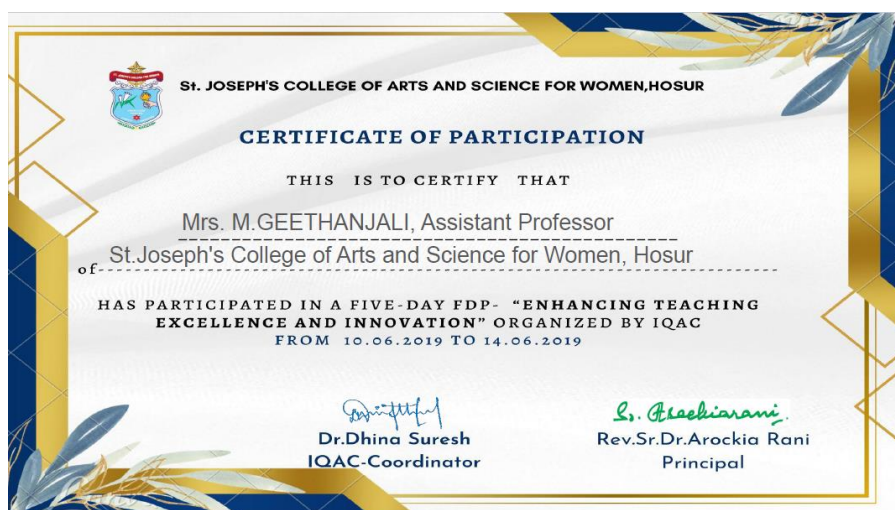 St. JOSEPH'S COLLEGE OF ARTS AND SCIENCE FOR WOMEN,HOSUR
CERTIFICATE OF PARTICIPATION
THIS IS TO CERTIFY THAT
Mrs. M.GEETHANJALI, Assistant Professor
of St.Joseph's College of Arts and Science for Women, Hosur
HAS PARTICIPATED IN A FIVE-DAY FDP- “ENHANCING TEACHING
EXCELLENCE AND INNOVATION” ORGANIZED BY IQAC
FROM 10.06.2019 TO 14.06.2019
Sr. Arockiarani
Dr.Dhina Suresh
Rev.Sr.Dr.Arockia Rani
IQAC-Coordinator
Principal